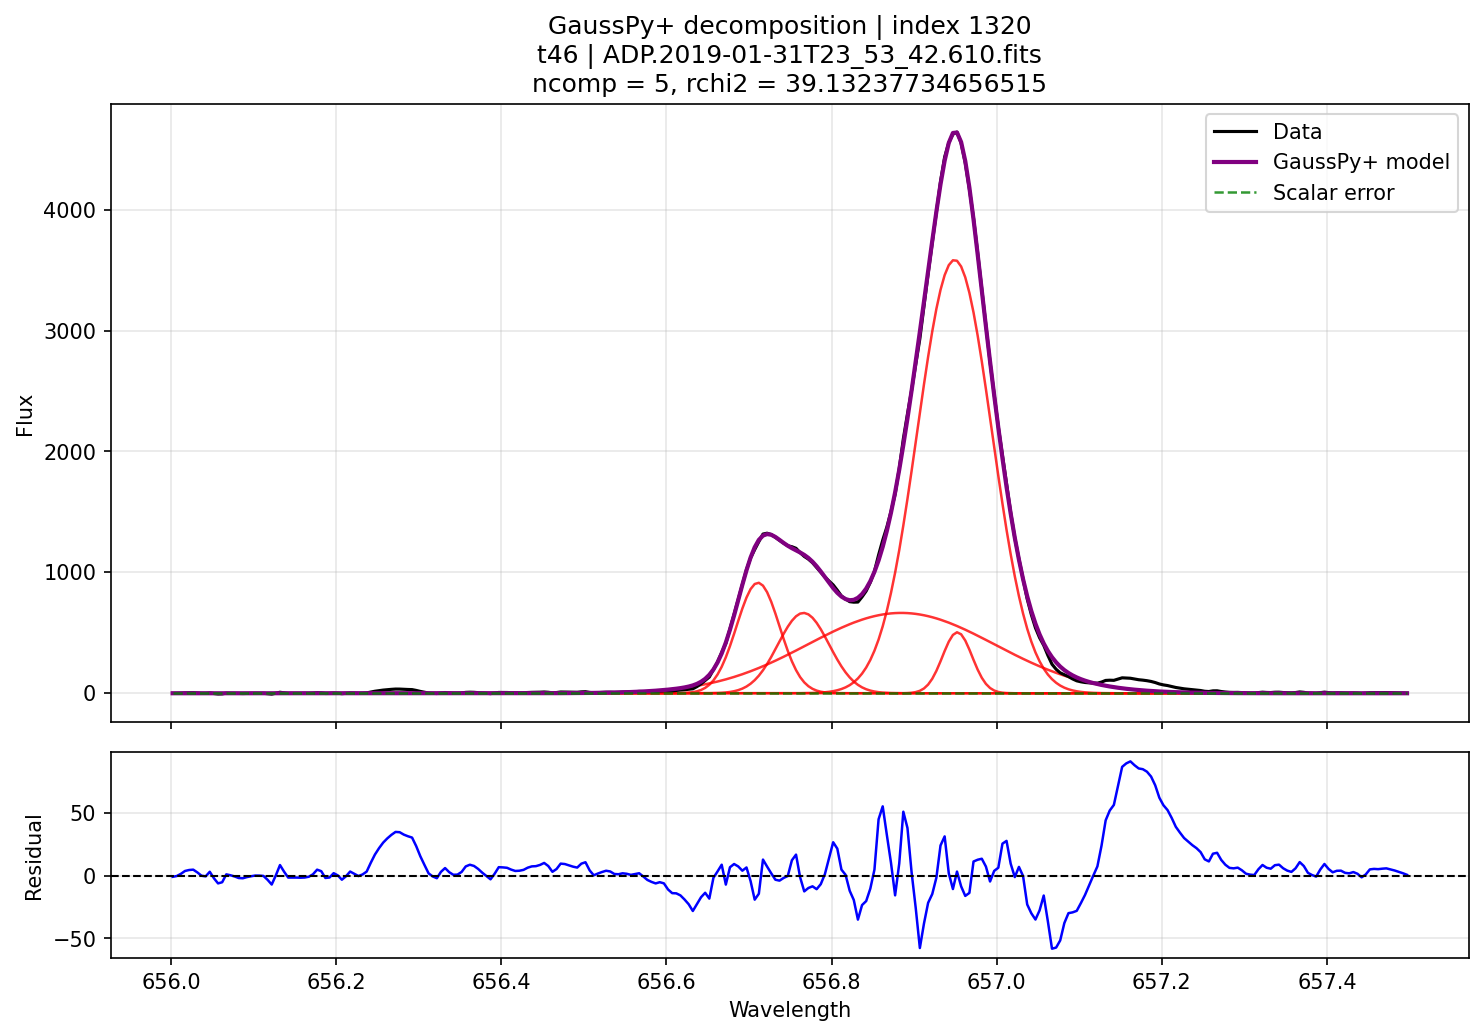 GaussPy+ decomposition | index 1320
t46 | ADP.2019-01-31T23_53_42.610.fits
ncomp = 5, rchi2 = 39.13237734656515
Data
GaussPy+ model
Scalar error
Flux
4000
3000
2000
1000
0
Residual
50
0
−50
656.0 656.2 656.4 656.6 656.8 657.0 657.2 657.4
Wavelength